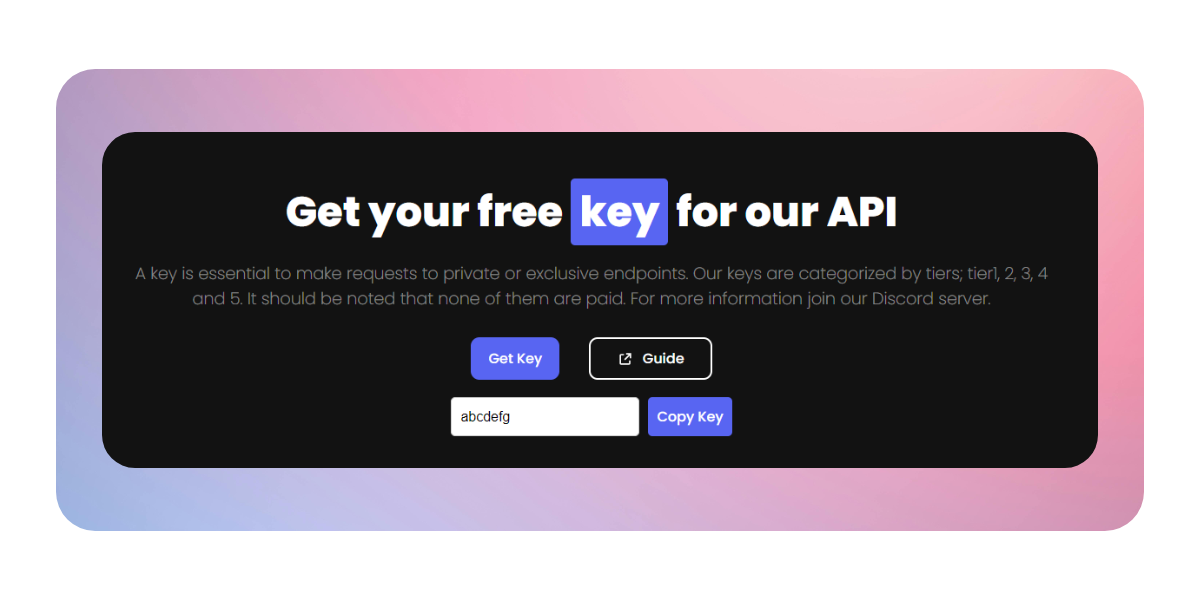 Get your free key for our API
A key is essential to make requests to private or exclusive endpoints. Our keys are categorized by tiers; tier1, 2, 3, 4
and 5. It should be noted that none of them are paid. For more information join our Discord server.
Get Key Guide
abcdefg Copy Key